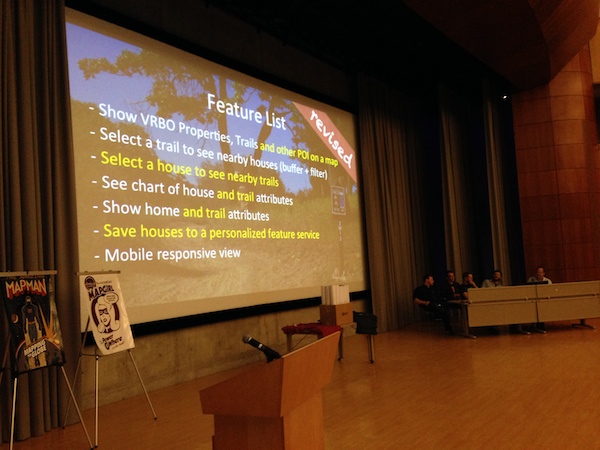 Feature List
revised
- Show VRBO Properties, Trails and other POI on a map
- Select a trail to see nearby houses (buffer + filter)
- Select a house to see nearby trails
- See chart of house and trail attributes
- Show home and trail attributes
- Save houses to a personalized feature service
- Mobile responsive view
MAPMAN
MAPGIRL